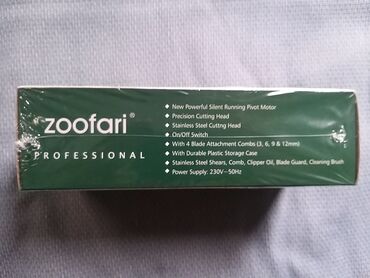 zoofari®
PROFESSIONAL
◆ New Powerful Silent Running Pivot Motor
◆ Precision Cutting Head
◆ Stainless Steel Cuttng Head
◆ On/Off Switch
◆ With 4 Blade Attachment Combs (3, 6, 9 & 12mm)
◆ With Durable Plastic Storage Case
◆ Stainless Steel Shears, Comb, Clipper Oil, Blade Guard, Cleaning Brush
◆ Power Supply: 230V~50Hz